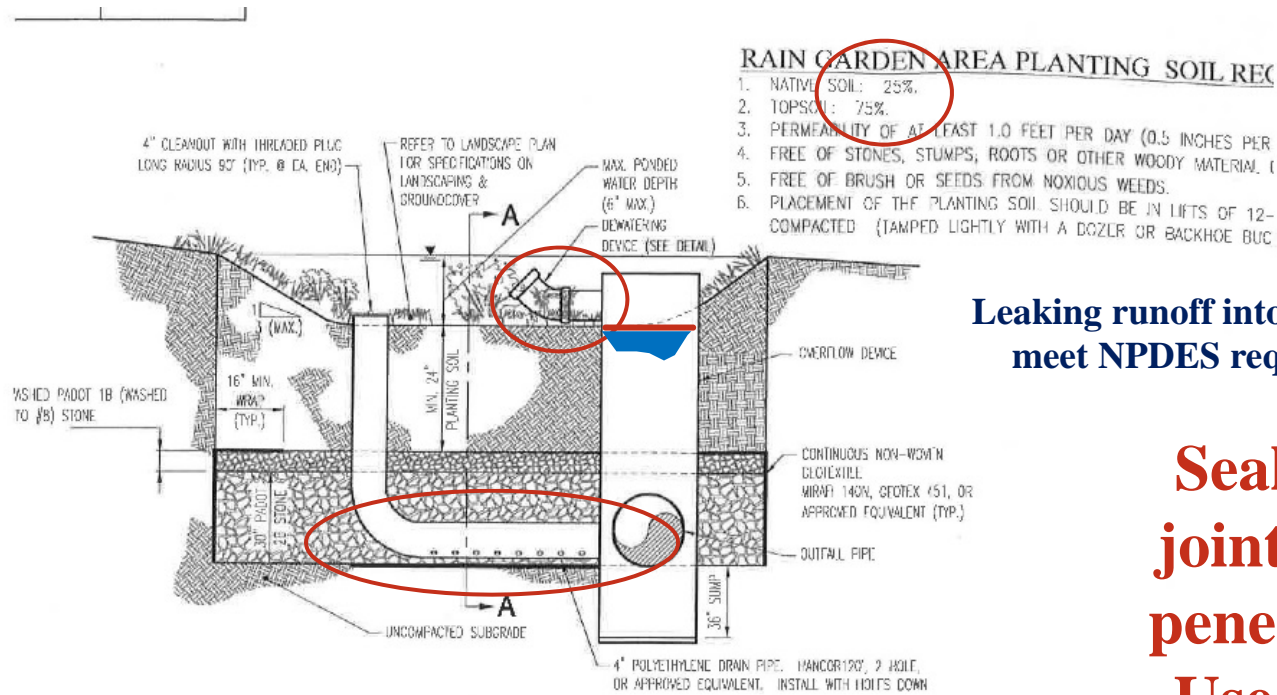 RAIN GARDEN AREA PLANTING SOIL
1. NATIVE SOIL: 25%.
2. TOPSOIL: 75%.
3. PERMEABILITY OF AT LEAST 1.0 FEET PER DAY (0.5 INCHES PER
4. FREE OF STONES, STUMPS, ROOTS OR OTHER WOODY MATERIAL
5. FREE OF BRUSH OR SEEDS FROM NOXIOUS WEEDS.
6. PLACEMENT OF THE PLANTING SOIL SHOULD BE IN LIFTS OF 12-
COMPACTED (TAMPED LIGHTLY WITH A DOZER OR BACKHOE
4" CLEANOUT WITH THREADED PLUG
LONG RADIUS 90° (TYP. @ EA. END)
REFER TO LANDSCAPE PLAN
FOR SPECIFICATIONS ON
LANDSCAPING &
GROUNDCOVER
MAX. PONDED
WATER DEPTH
(6" MAX.)
DEWATERING
DEVICE (SEE DETAIL)
A
1
3 (MAX.)
Leaking runoff into
meet NPDES
OVERFLOW DEVICE
16" MIN.
WRAP
(TYP.)
MIN. 24"
PLANTING SOIL
PADOT 1B (WASHED
TO #8) STONE
CONTINUOUS NON-WOVEN
GEOTEXTILE
MIRAFI 140N, GEOTEX 451, OR
APPROVED EQUIVALENT (TYP.)
Seal
joint
30" PADOT
2B STONE
OUTFALL PIPE
36" SUMP
A
UNCOMPACTED SUBGRADE
4" POLYETHYLENE DRAIN PIPE. HANCOR 120°, 2 HOLE,
OR APPROVED EQUIVALENT. INSTALL WITH HOLES DOWN
pene
Use